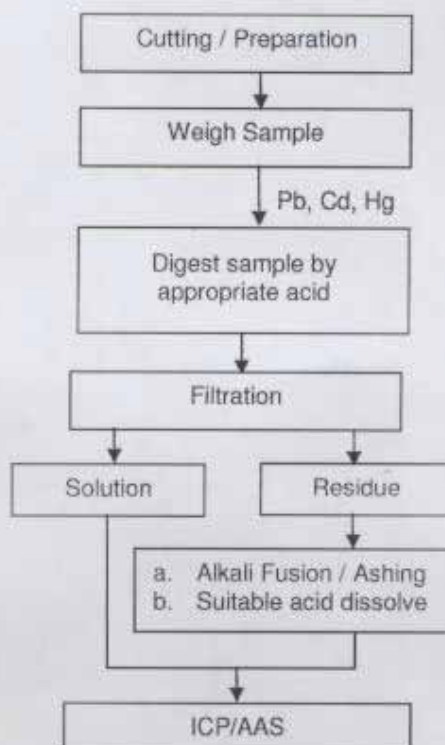 Cutting / Preparation
Weigh Sample
Pb, Cd, Hg
Digest sample by
appropriate acid
Filtration
Solution
Residue
a. Alkali Fusion / Ashing
b. Suitable acid dissolve
ICP/AAS